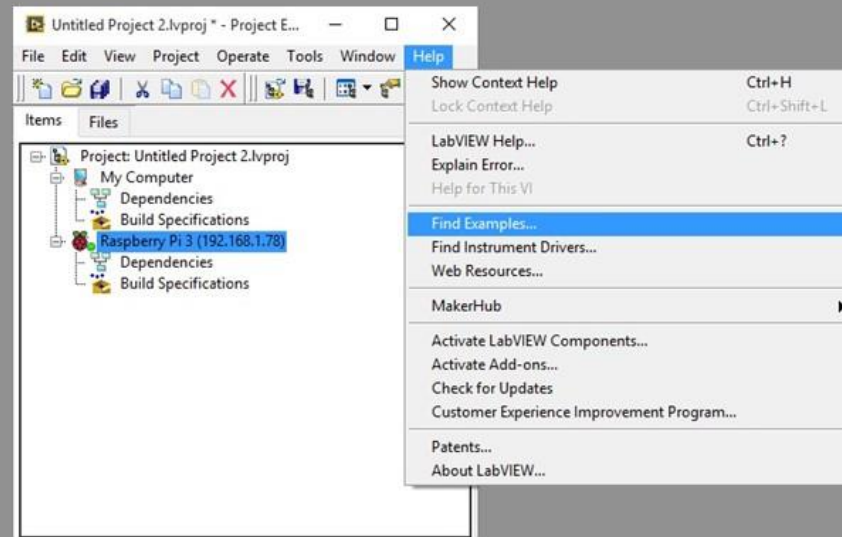 Untitled Project 2.lvproj * - Project E...
File Edit View Project Operate Tools Window Help
Items Files
Project: Untitled Project 2.lvproj
My Computer
Dependencies
Build Specifications
Raspberry Pi 3 (192.168.1.78)
Dependencies
Build Specifications
Show Context Help Ctrl+H
Lock Context Help Ctrl+Shift+L
LabVIEW Help... Ctrl+?
Explain Error...
Help for This VI
Find Examples...
Find Instrument Drivers...
Web Resources...
MakerHub
Activate LabVIEW Components...
Activate Add-ons...
Check for Updates
Customer Experience Improvement Program...
Patents...
About LabVIEW...